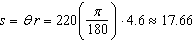 s = θr = 220(π/180) · 4.6 ≈ 17.66